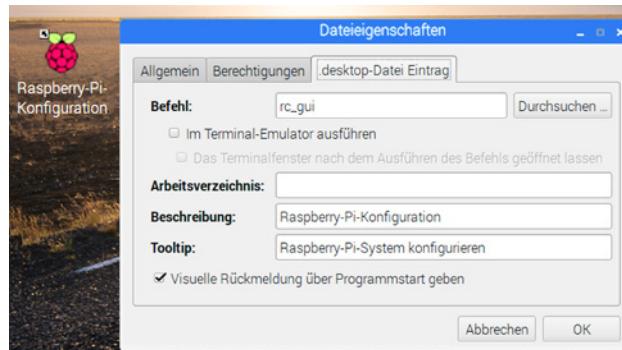 Raspberry-Pi-
Konfiguration
Dateieigenschaften
Allgemein Berechtigungen .desktop-Datei Eintrag
Befehl: rc_gui Durchsuchen ...
Im Terminal-Emulator ausführen
Das Terminalfenster nach dem Ausführen des Befehls geöffnet lassen
Arbeitsverzeichnis:
Beschreibung: Raspberry-Pi-Konfiguration
Tooltip: Raspberry-Pi-System konfigurieren
Visuelle Rückmeldung über Programmstart geben
Abbrechen OK